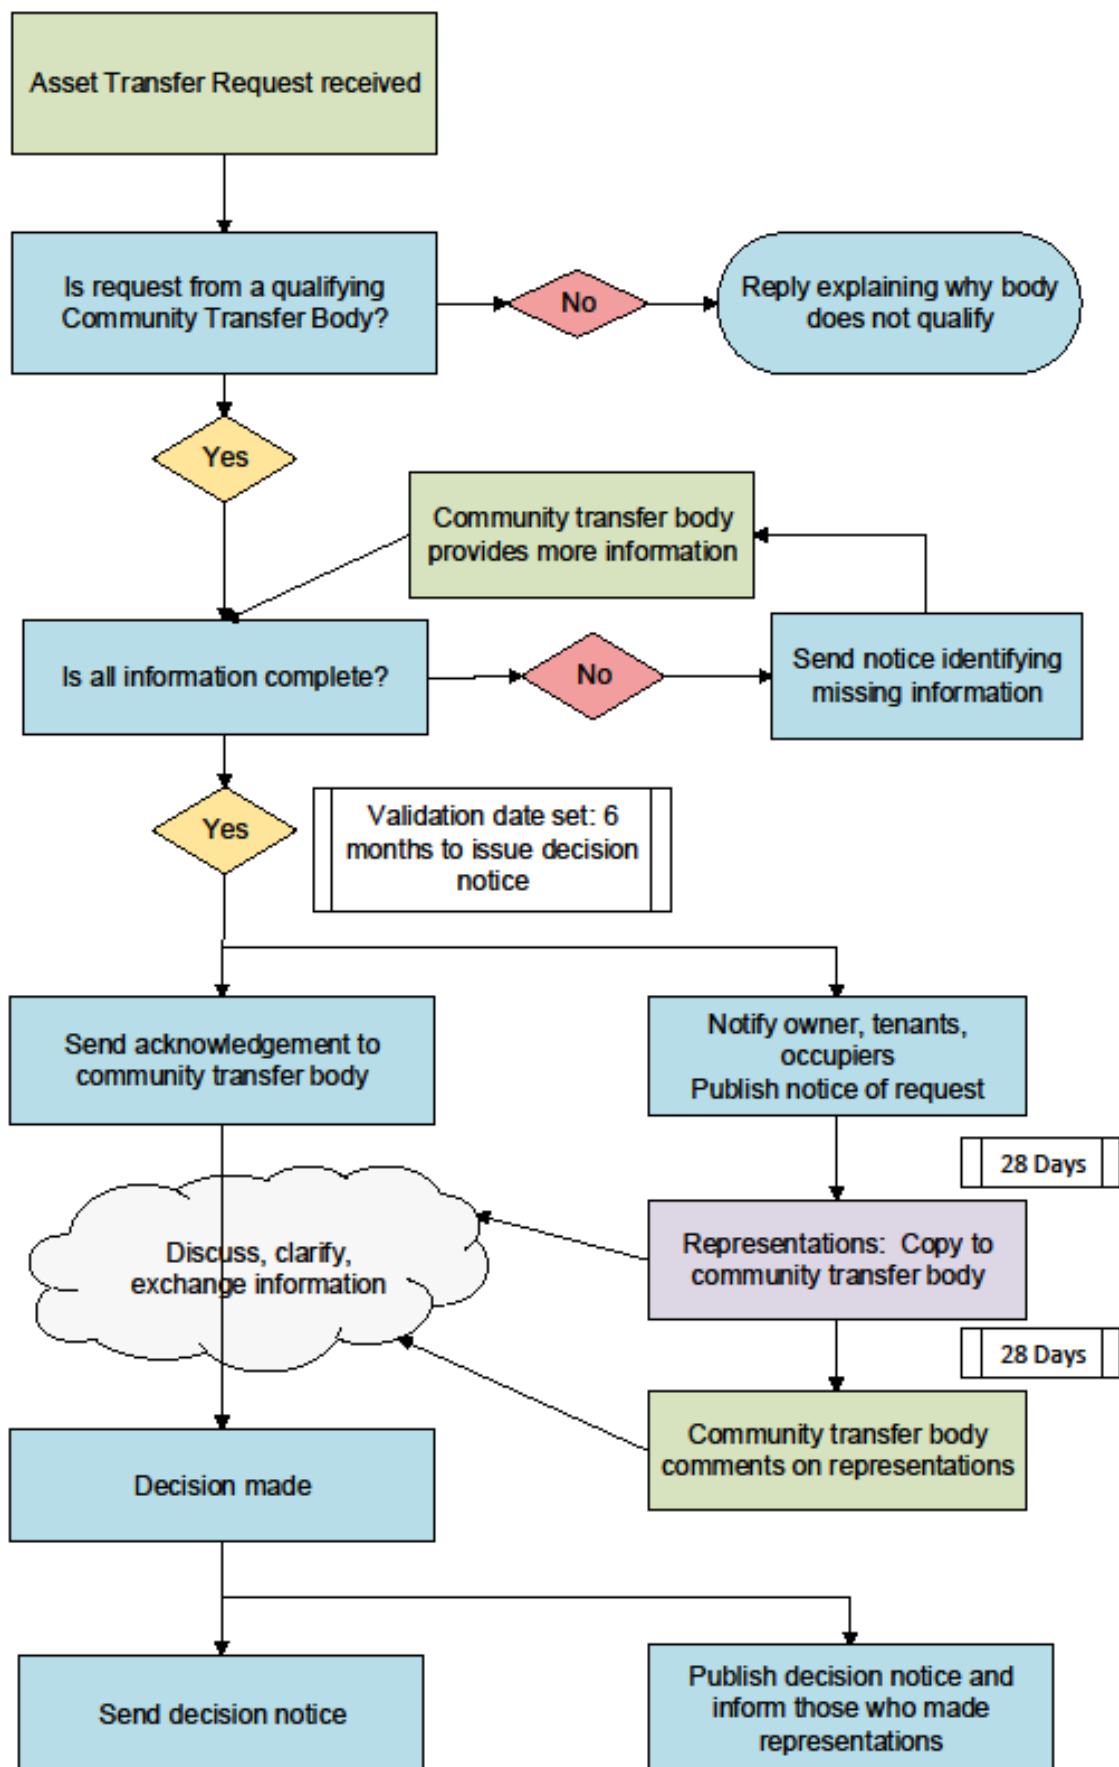 Asset Transfer Request received
Is request from a qualifying
Community Transfer Body?
No
Reply explaining why body
does not qualify
Yes
Community transfer body
provides more information
Is all information complete?
No
Send notice identifying
missing information
Yes
Validation date set: 6
months to issue decision
notice
Send acknowledgement to
community transfer body
Notify owner, tenants,
occupiers
Publish notice of request
28 Days
Discuss, clarify,
exchange information
Representations: Copy to
community transfer body
28 Days
Community transfer body
comments on representations
Decision made
Send decision notice
Publish decision notice and
inform those who made
representations